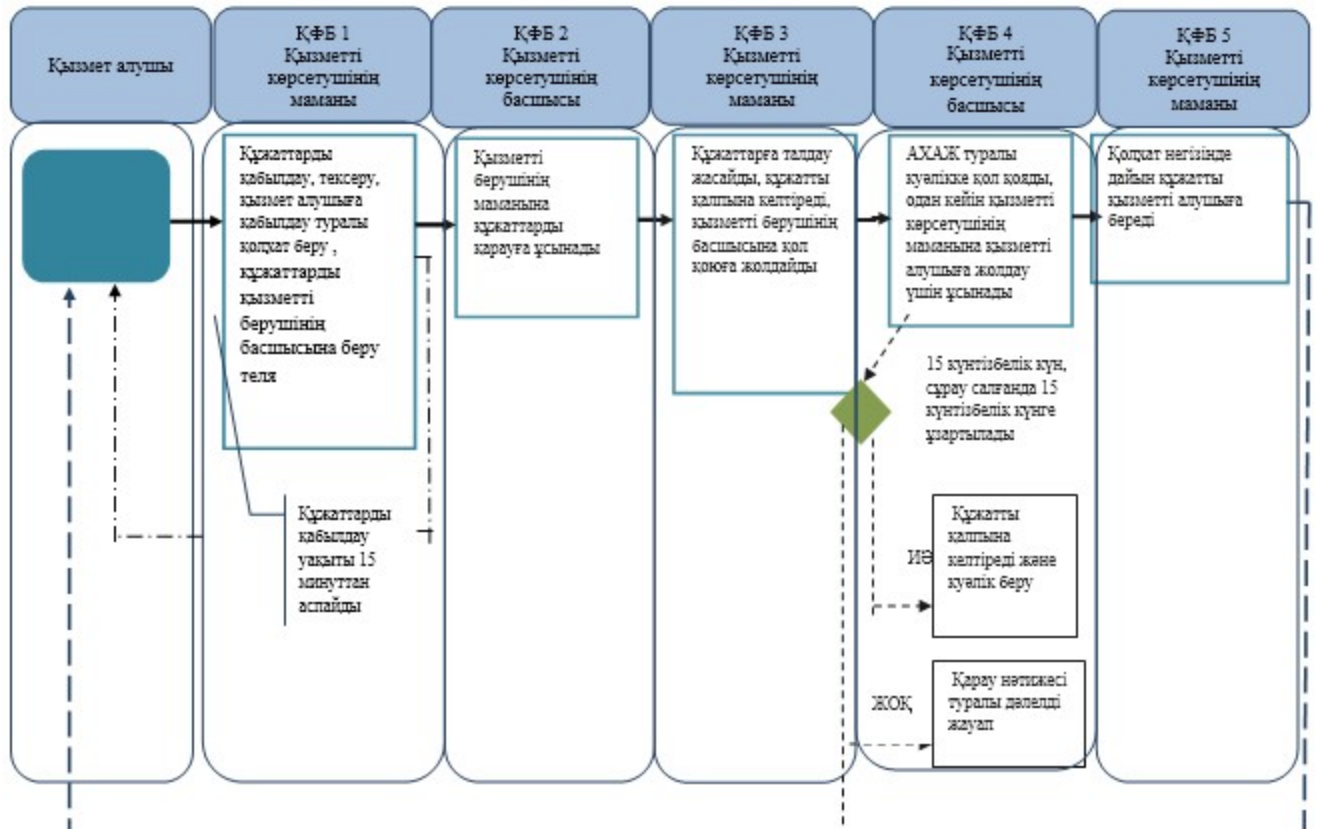 Қызмет алушы
ҚФБ 1
Қызметті
көрсетушінің
маманы
ҚФБ 2
Қызметті
көрсетушінің
басшысы
ҚФБ 3
Қызметті
көрсетушінің
маманы
ҚФБ 4
Қызметті
көрсетушінің
басшысы
ҚФБ 5
Қызметті
көрсетушінің
маманы
Құжаттарды
қабылдау, тексеру,
қызмет алушыға
қабылдау туралы
қолхат беру ,
құжаттарды
қызметті
берушінің
басшысына беру
теля
Қызметті
берушінің
маманына
құжаттарды
қарауға ұсынады
Құжаттарға талдау
жасайды, құжатты
қалпына келтіреді,
қызметті берушінің
басшысына қол
қоюға жолдайды
АХАЖ туралы
куәлікке қол қояды,
одан кейін қызметті
көрсетушінің
маманына қызметті
алушыға жолдау
үшін ұсынады
Қолхат негізінде
дайын құжатты
қызметті алушыға
береді
15 күнтізбелік күн,
сұрау салғанда 15
күнтізбелік күнге
ұзартылады
Құжаттарды
қабылдау
уақыты 15
минуттан
аспайды
ИӘ
Құжатты
қалпына
келтіреді және
куәлік беру
ЖОҚ
Қарау нәтижесі
туралы дәлелді
жауап